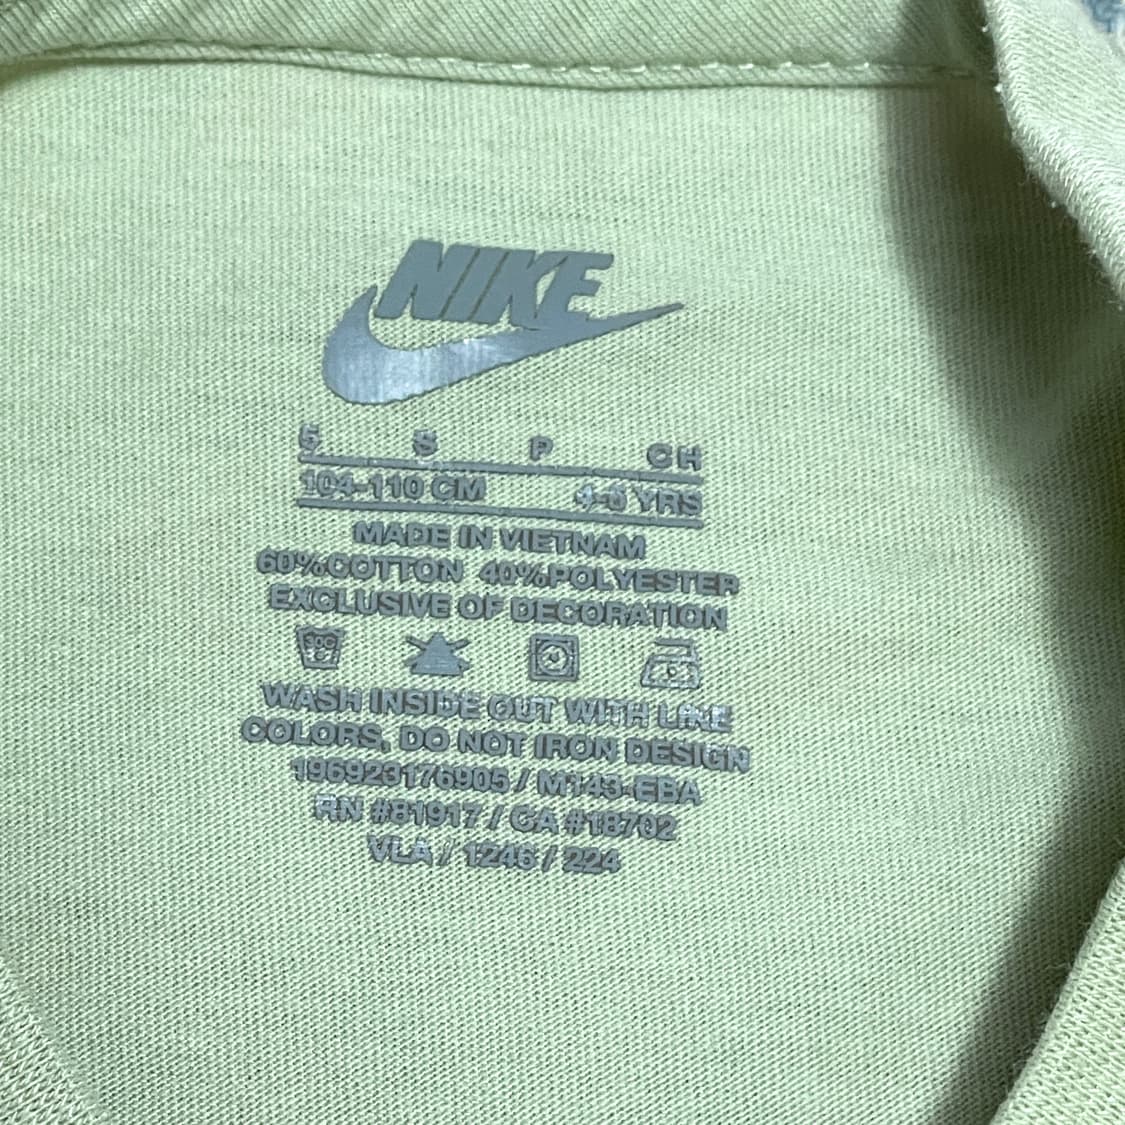 NIKE
5 S P CH
104-110 CM 4-5 YRS
MADE IN VIETNAM
60%COTTON 40%POLYESTER
EXCLUSIVE OF DECORATION
30C
WASH INSIDE OUT WITH LIKE
COLORS, DO NOT IRON DESIGN
196923176905 / M143-EBA
RN #81917 / CA #18702
VLA / 1246 / 224